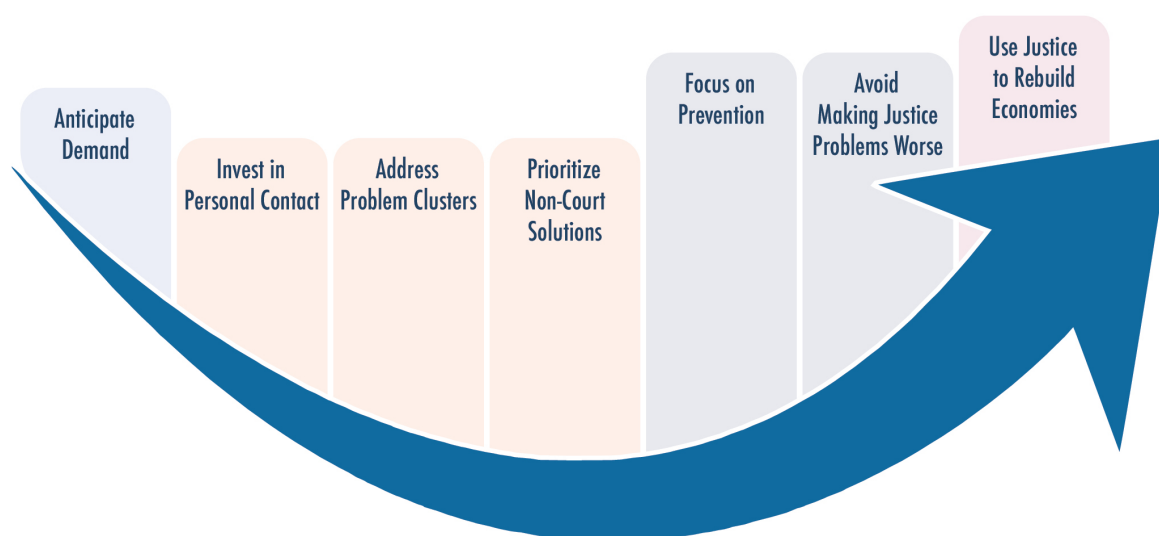 Anticipate
Demand
Invest in
Personal Contact
Address
Problem Clusters
Prioritize
Non-Court
Solutions
Focus on
Prevention
Avoid
Making Justice
Problems Worse
Use Justice
to Rebuild
Economies